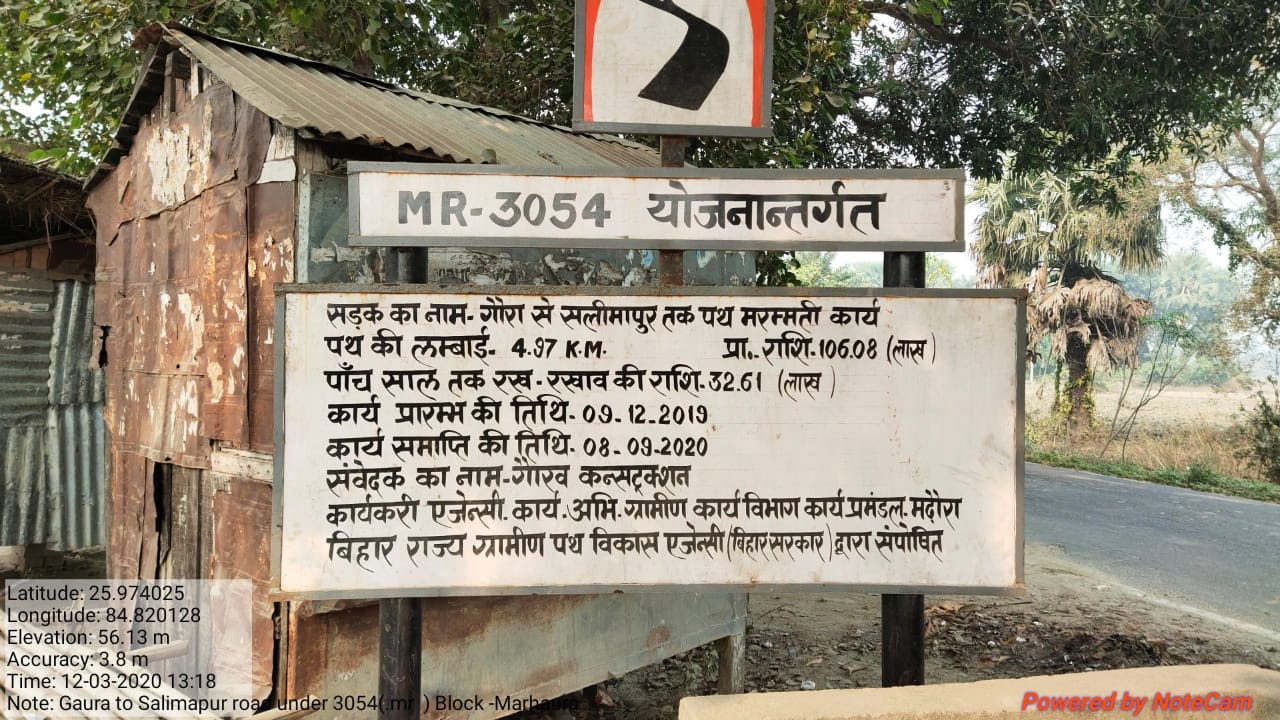 MR-3054 योजनान्तर्गत
सड़क का नाम- गौरा से सलीमापुर तक पथ मरम्मती कार्य
पथ की लम्बाई- 4.97 K.M. प्रा.. राशि-106.08 (लाख)
पाँच साल तक रख-रखाव की राशि-32.61 (लाख)
कार्य प्रारम्भ की तिथि- 09-12-2019
कार्य समाप्ति की तिथि- 08-09-2020
संवेदक का नाम-गौरव कन्सट्रक्शन
कार्यकरी एजेन्सी. कार्य.अभि.ग्रामीण कार्य विभाग कार्य प्रमंडल. मढ़ौरा
बिहार राज्य ग्रामीण पथ विकास एजेन्सी (बिहार सरकार) द्वारा संपोषित
Latitude: 25.974025
Longitude: 84.820128
Elevation: 56.13 m
Accuracy: 3.8 m
Time: 12-03-2020 13:18
Note: Gaura to Salimapur road under 3054(.mr ) Block -Marhaura
Powered by NoteCam